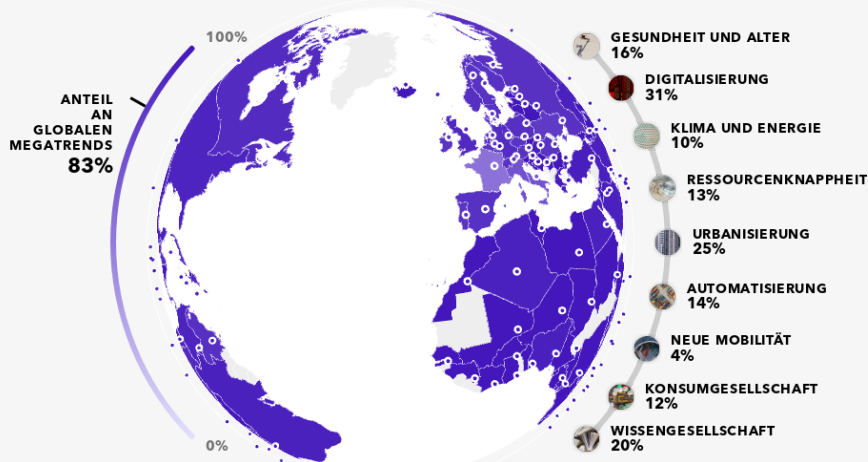 100%
ANTEIL
AN
GLOBALEN
MEGATRENDS
83%
0%
GESUNDHEIT UND ALTER
16%
DIGITALISIERUNG
31%
KLIMA UND ENERGIE
10%
RESSOURCENKNAPPHEIT
13%
URBANISIERUNG
25%
AUTOMATISIERUNG
14%
NEUE MOBILITÄT
4%
KONSUMGESELLSCHAFT
12%
WISSENGESELLSCHAFT
20%